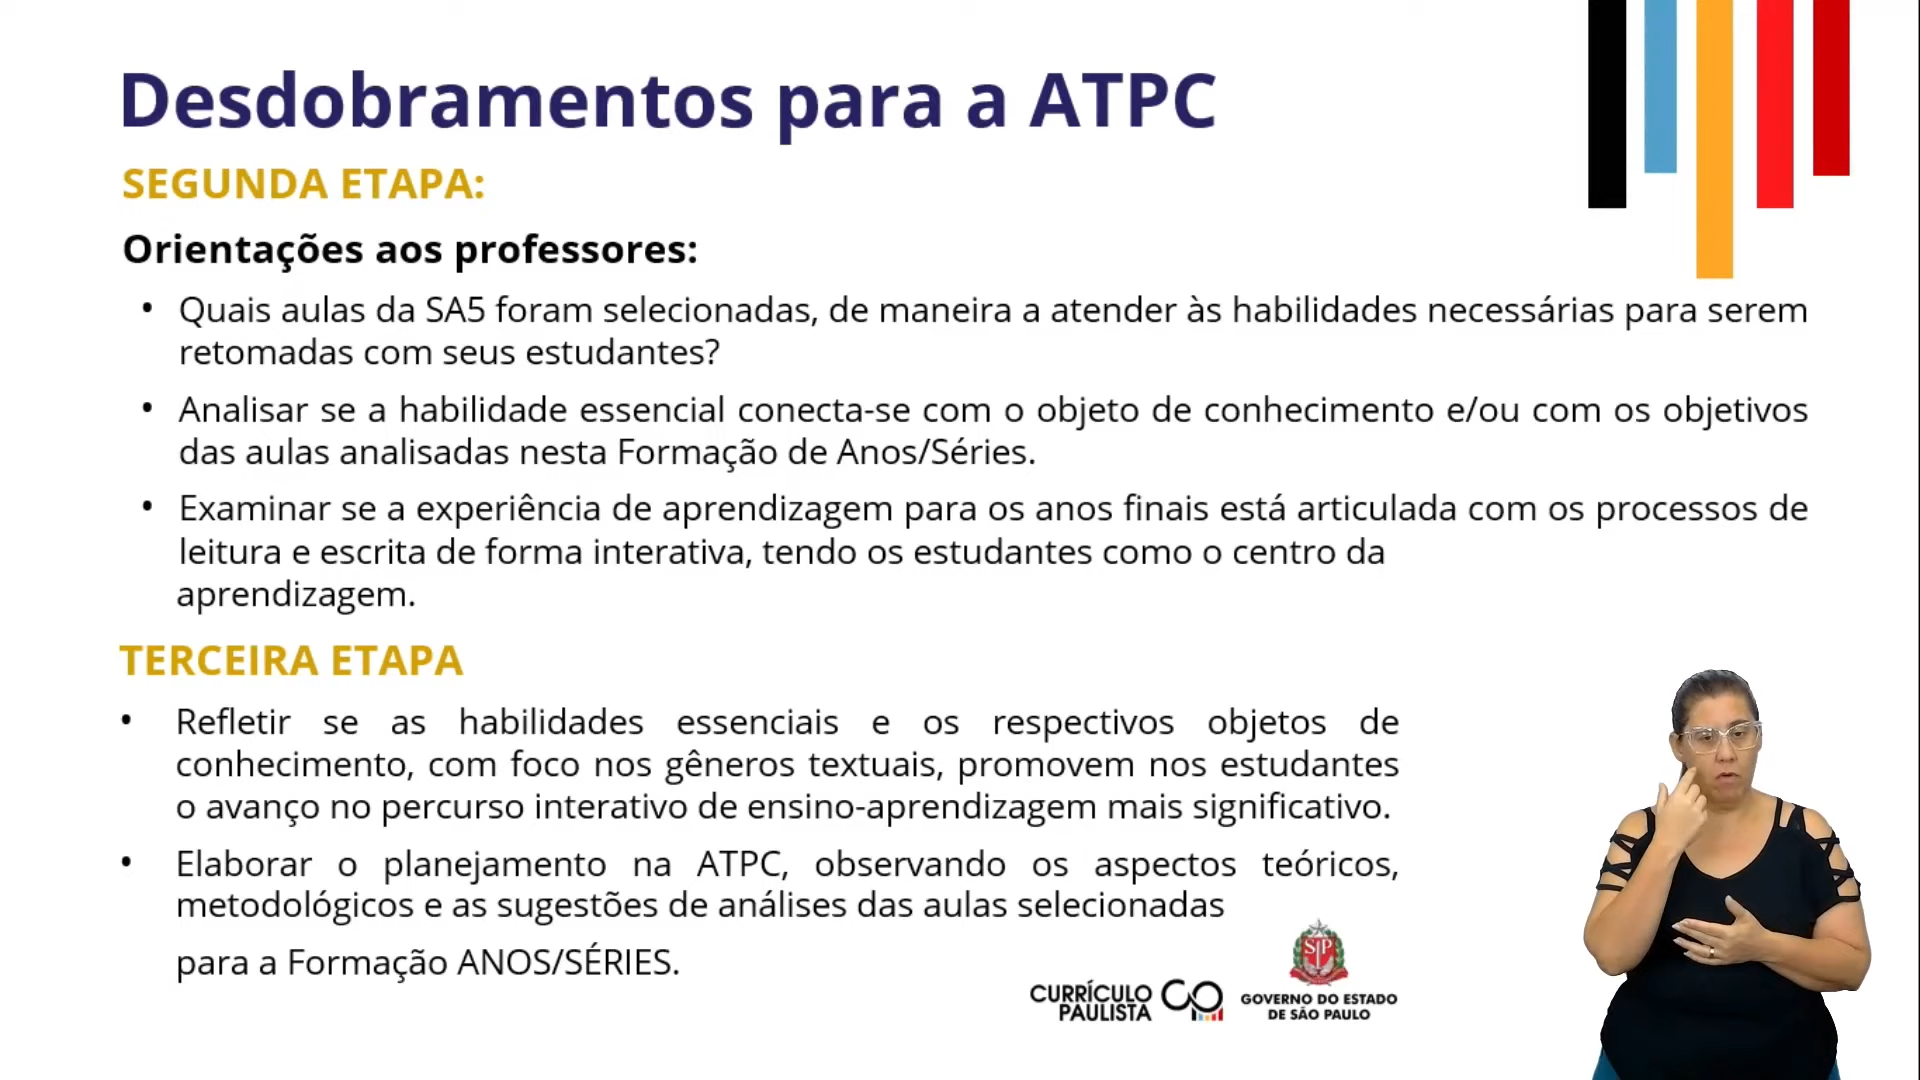 Desdobramentos para a ATPC
SEGUNDA ETAPA:
Orientações aos professores:
• Quais aulas da SA5 foram selecionadas, de maneira a atender às habilidades necessárias para serem
retomadas com seus estudantes?
• Analisar se a habilidade essencial conecta-se com o objeto de conhecimento e/ou com os objetivos
das aulas analisadas nesta Formação de Anos/Séries.
• Examinar se a experiência de aprendizagem para os anos finais está articulada com os processos de
leitura e escrita de forma interativa, tendo os estudantes como o centro da
aprendizagem.
TERCEIRA ETAPA
• Refletir se as habilidades essenciais e os respectivos objetos de
conhecimento, com foco nos gêneros textuais, promovem nos estudantes
o avanço no percurso interativo de ensino-aprendizagem mais significativo.
• Elaborar o planejamento na ATPC, observando os aspectos teóricos,
metodológicos e as sugestões de análises das aulas selecionadas
para a Formação ANOS/SÉRIES.
CURRÍCULO
PAULISTA
SP
GOVERNO DO ESTADO
DE SÃO PAULO